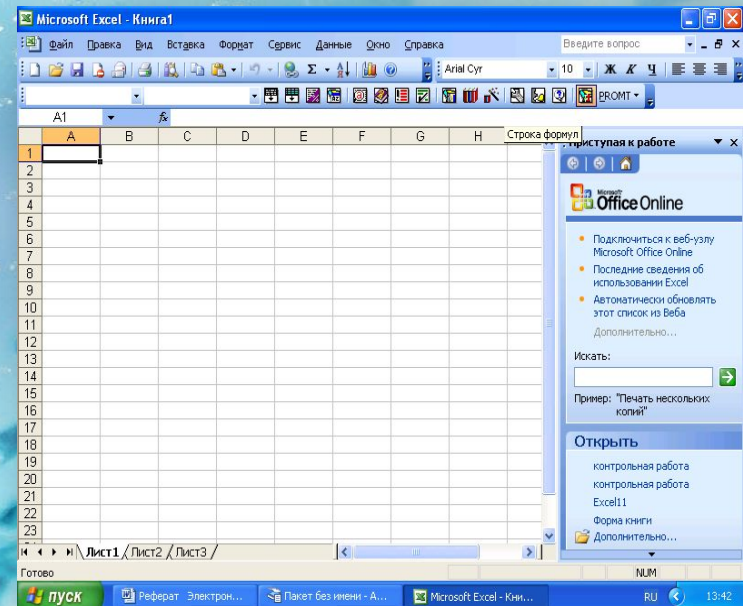 Microsoft Excel - Книга1
Файл Правка Вид Вставка Формат Сервис Данные Окно Справка
Введите вопрос
Arial Cyr 10 Ж К Ч
PROMT
A1 fx
Строка формул
A B C D E F G H
Приступая к работе
1
2
3
4
5
6
7
8
9
10
11
12
13
14
15
16
17
18
19
20
21
22
23
Microsoft
Office Online
Подключиться к веб-узлу
Microsoft Office Online
Последние сведения об
использовании Excel
Автоматически обновлять
этот список из Веба
Дополнительно...
Искать:
Пример: "Печать нескольких
копий"
Открыть
контрольная работа
контрольная работа
Excel11
Форма книги
Дополнительно...
Лист1 Лист2 Лист3
Готово
NUM
пуск
Реферат Электрон...
Пакет без имени - А...
Microsoft Excel - Кни...
RU
13:42